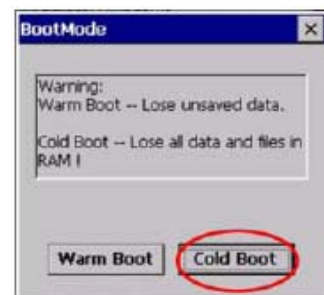 BootMode
Warning:
Warm Boot -- Lose unsaved data.
Cold Boot -- Lose all data and files in
RAM !
Warm Boot
Cold Boot